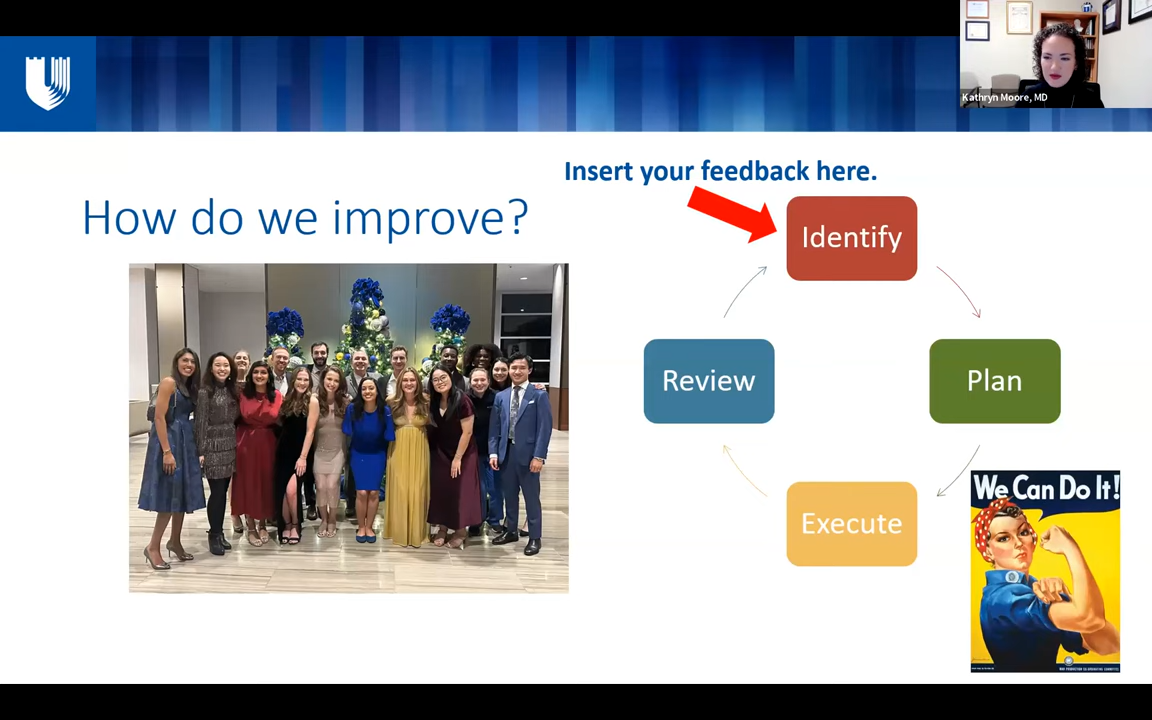 Kathryn Moore, MD
Insert your feedback here.
How do we improve?
Identify
Review
Plan
Execute
We Can Do It!